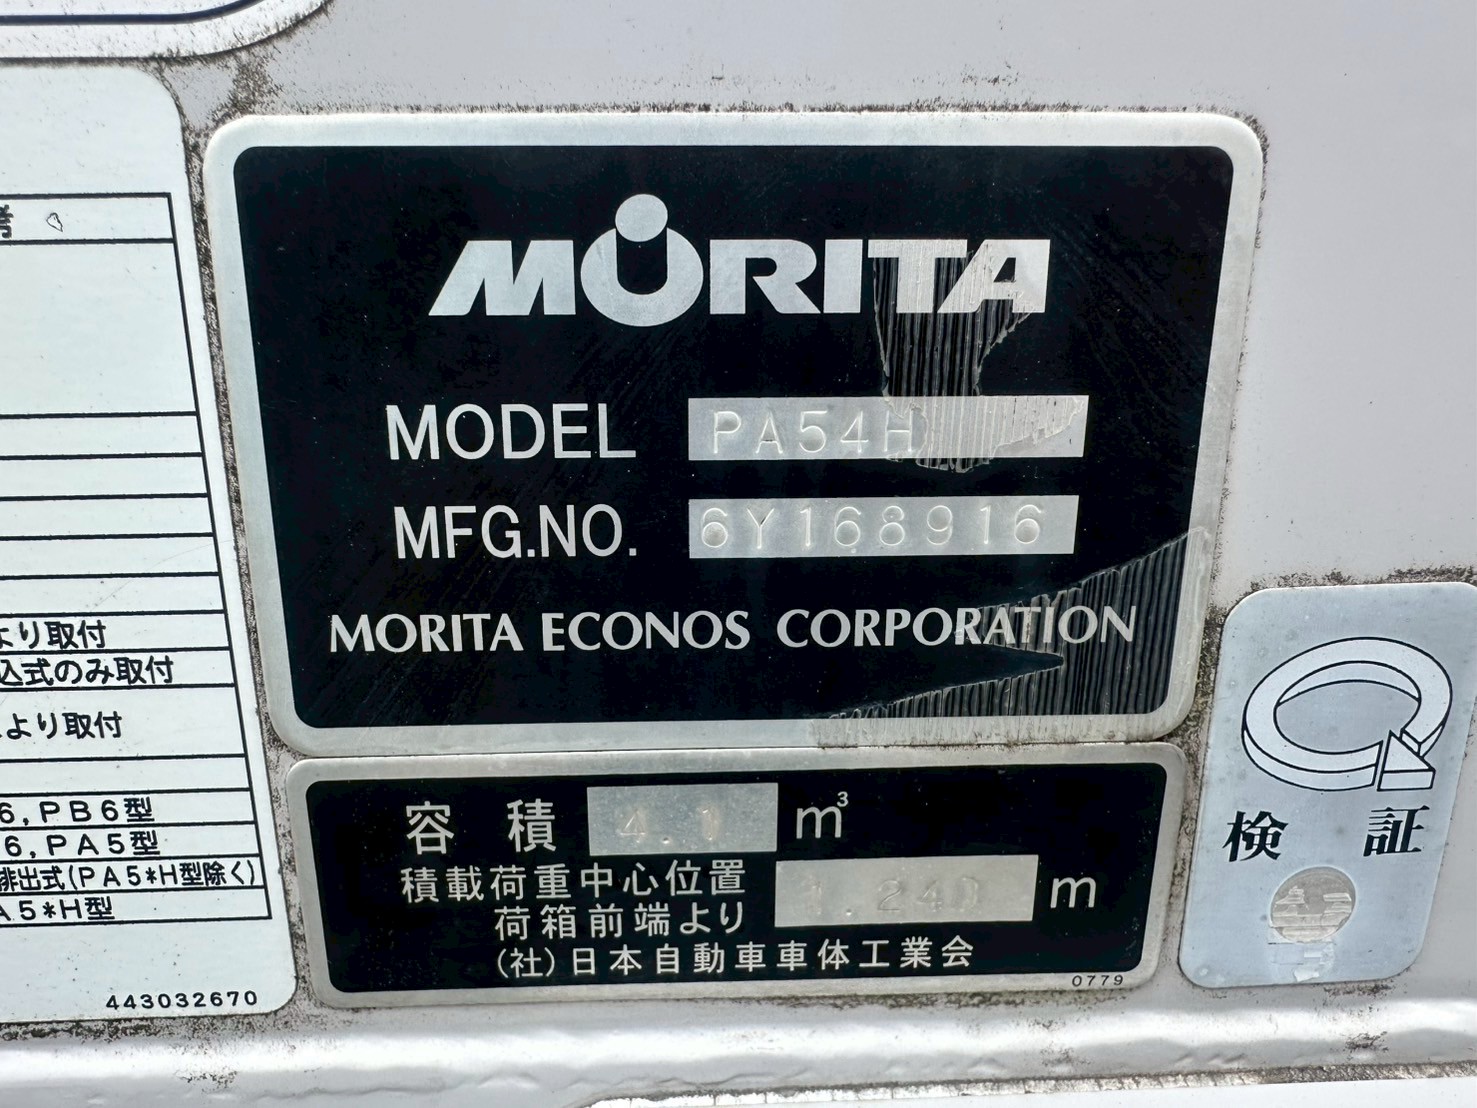 MORITA
MODEL PA54H
MFG.NO. 6Y168916
MORITA ECONOS CORPORATION
容積 4.1 m³
積載荷重中心位置
荷箱前端より .240 m
(社)日本自動車車体工業会
0779
検証
より取付
込式のみ取付
より取付
6,PB6型
6,PA5型
排出式(PA5*H型除く)
A5*H型
443032670